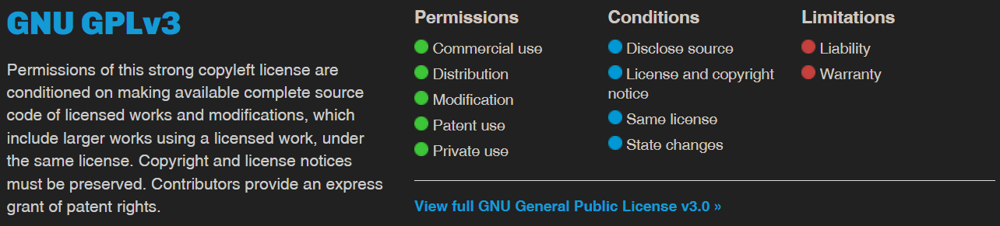 GNU GPLv3
Permissions of this strong copyleft license are
conditioned on making available complete source
code of licensed works and modifications, which
include larger works using a licensed work, under
the same license. Copyright and license notices
must be preserved. Contributors provide an express
grant of patent rights.
Permissions
Commercial use
Distribution
Modification
Patent use
Private use
Conditions
Disclose source
License and copyright
notice
Same license
State changes
Limitations
Liability
Warranty
View full GNU General Public License v3.0 »